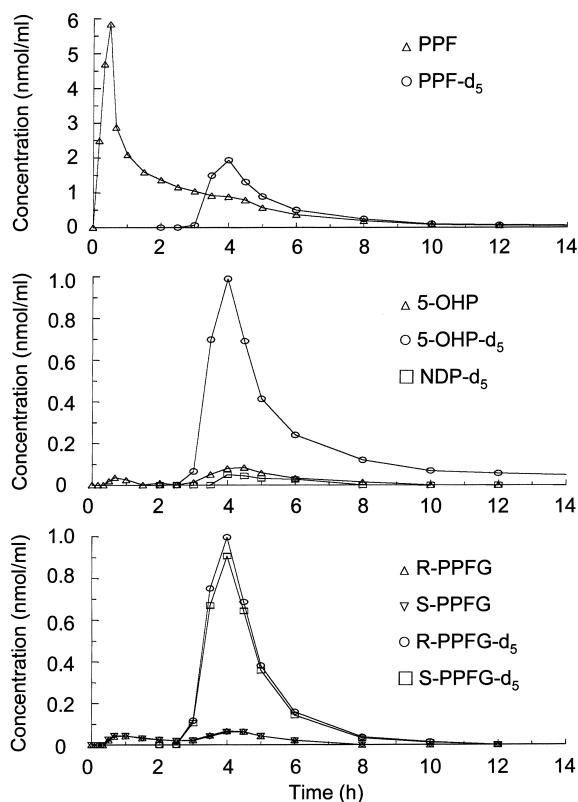 Concentration (nmol/ml)
6
5
4
3
2
1
0
PPF
PPF-d5
0 2 4 6 8 10 12 14
Concentration (nmol/ml)
1.0
0.8
0.6
0.4
0.2
0
5-OHP
5-OHP-d5
NDP-d5
0 2 4 6 8 10 12 14
Concentration (nmol/ml)
1.0
0.8
0.6
0.4
0.2
0
R-PPFG
S-PPFG
R-PPFG-d5
S-PPFG-d5
0 2 4 6 8 10 12 14
Time (h)